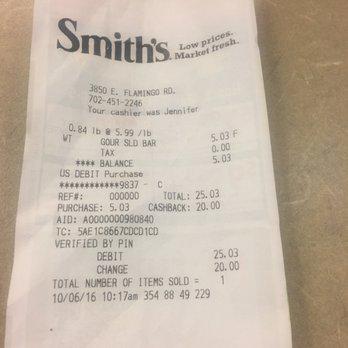 Smith's. Low prices.
Market fresh.
3850 E. FLAMINGO RD.
702-451-2246
Your cashier was Jennifer
0.84 lb @ 5.99 /lb
WT GOUR SLD BAR 5.03 F
TAX 0.00
**** BALANCE 5.03
US DEBIT Purchase
************9837 - C
REF#: 000000 TOTAL: 25.03
PURCHASE: 5.03 CASHBACK: 20.00
AID: A0000000980840
TC: 5AE1C8667CDCD1CD
VERIFIED BY PIN
DEBIT 25.03
CHANGE 20.00
TOTAL NUMBER OF ITEMS SOLD = 1
10/06/16 10:17am 354 88 49 229